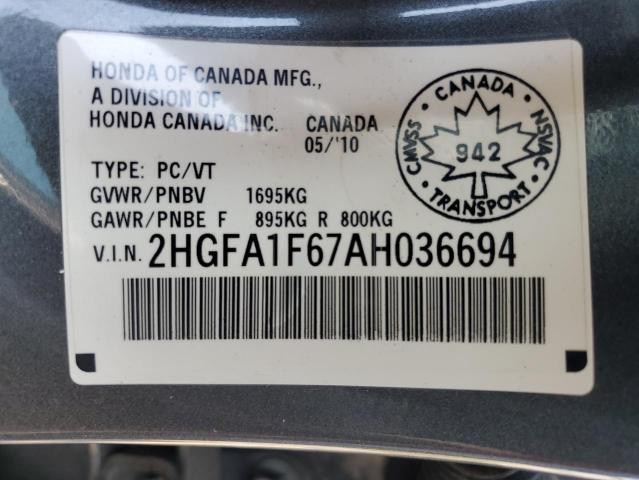 HONDA OF CANADA MFG.,
A DIVISION OF
HONDA CANADA INC. CANADA
05/'10
TYPE: PC/VT
GVWR/PNBV 1695KG
GAWR/PNBE F 895KG R 800KG
V.I.N. 2HGFA1F67AH036694
CANADA
CMVSS
942
NSVAC
TRANSPORT